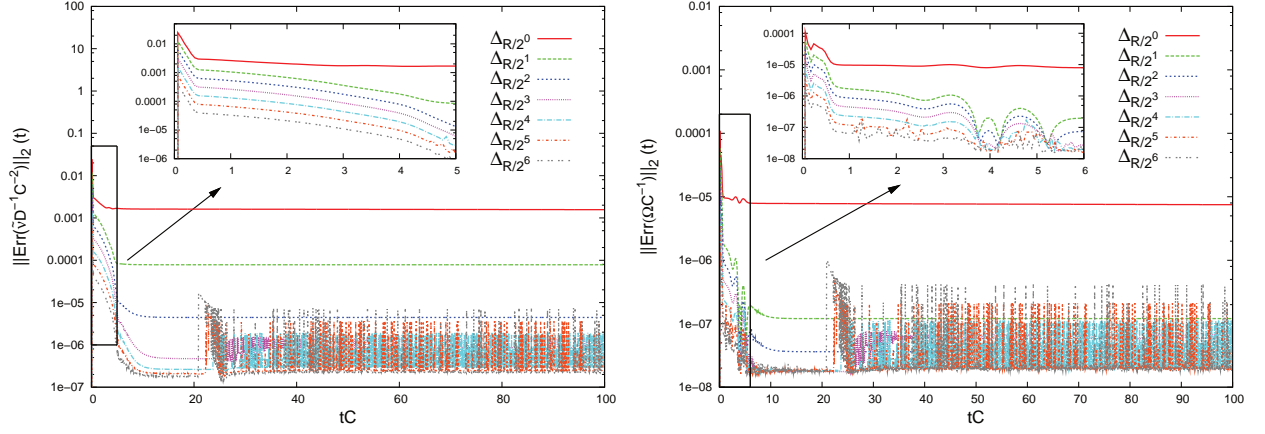 ||Err(ν̃D⁻¹C⁻²)||₂ (t)
100
10
1
0.1
0.01
0.001
0.0001
1e−05
1e−06
1e−07
0 20 40 60 80 100
tC
0.01
0.001
0.0001
1e−05
1e−06
0 1 2 3 4 5
Δ_R/2⁰
Δ_R/2¹
Δ_R/2²
Δ_R/2³
Δ_R/2⁴
Δ_R/2⁵
Δ_R/2⁶
||Err(ΩC⁻¹)||₂ (t)
0.01
0.001
0.0001
1e−05
1e−06
1e−07
1e−08
0 10 20 30 40 50 60 70 80 90 100
tC
0.0001
1e−05
1e−06
1e−07
1e−08
0 1 2 3 4 5 6
Δ_R/2⁰
Δ_R/2¹
Δ_R/2²
Δ_R/2³
Δ_R/2⁴
Δ_R/2⁵
Δ_R/2⁶